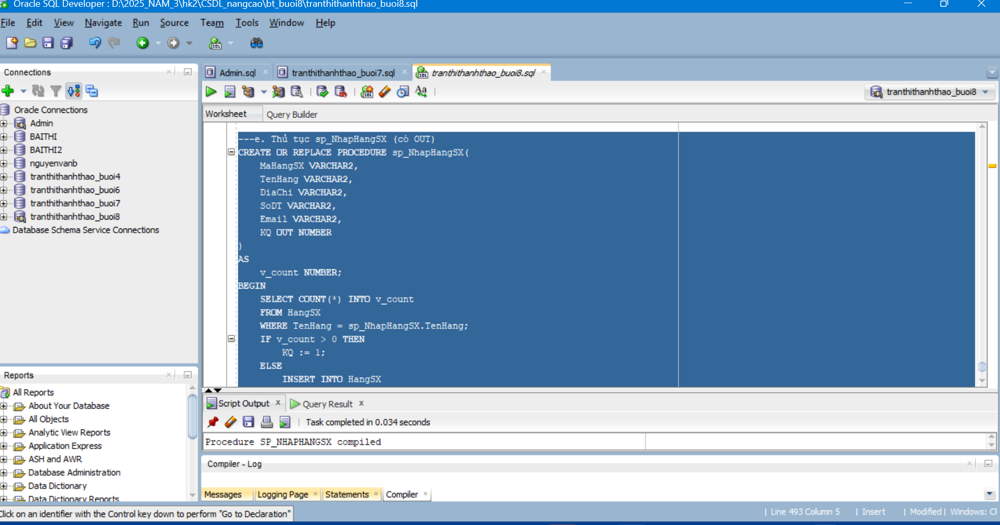 Oracle SQL Developer : D:\2025_NAM_3\hk2\CSDL_nangcao\bt_buoi8\tranthithanhthao_buoi8.sql
File Edit View Navigate Run Source Team Tools Window Help
Connections
Oracle Connections
Admin
BAITHI
BAITHI2
nguyenvanb
tranthithanhthao_buoi4
tranthithanhthao_buoi6
tranthithanhthao_buoi7
tranthithanhthao_buoi8
Database Schema Service Connections
Reports
All Reports
About Your Database
All Objects
Analytic View Reports
Application Express
ASH and AWR
Database Administration
Data Dictionary
Data Dictionary Reports
Admin.sql tranthithanhthao_buoi7.sql tranthithanhthao_buoi8.sql
tranthithanhthao_buoi8
Worksheet Query Builder
---e. Thủ tục sp_NhapHangSX (có OUT)
CREATE OR REPLACE PROCEDURE sp_NhapHangSX(
MaHangSX VARCHAR2,
TenHang VARCHAR2,
DiaChi VARCHAR2,
SoDT VARCHAR2,
Email VARCHAR2,
KQ OUT NUMBER
)
AS
v_count NUMBER;
BEGIN
SELECT COUNT(*) INTO v_count
FROM HangSX
WHERE TenHang = sp_NhapHangSX.TenHang;
IF v_count > 0 THEN
KQ := 1;
ELSE
INSERT INTO HangSX
Script Output Query Result
Task completed in 0.034 seconds
Procedure SP_NHAPHANGSX compiled
Compiler - Log
Messages Logging Page Statements Compiler
Click on an identifier with the Control key down to perform "Go to Declaration"
| Line 493 Column 5 | Insert | Modified | Windows: CF